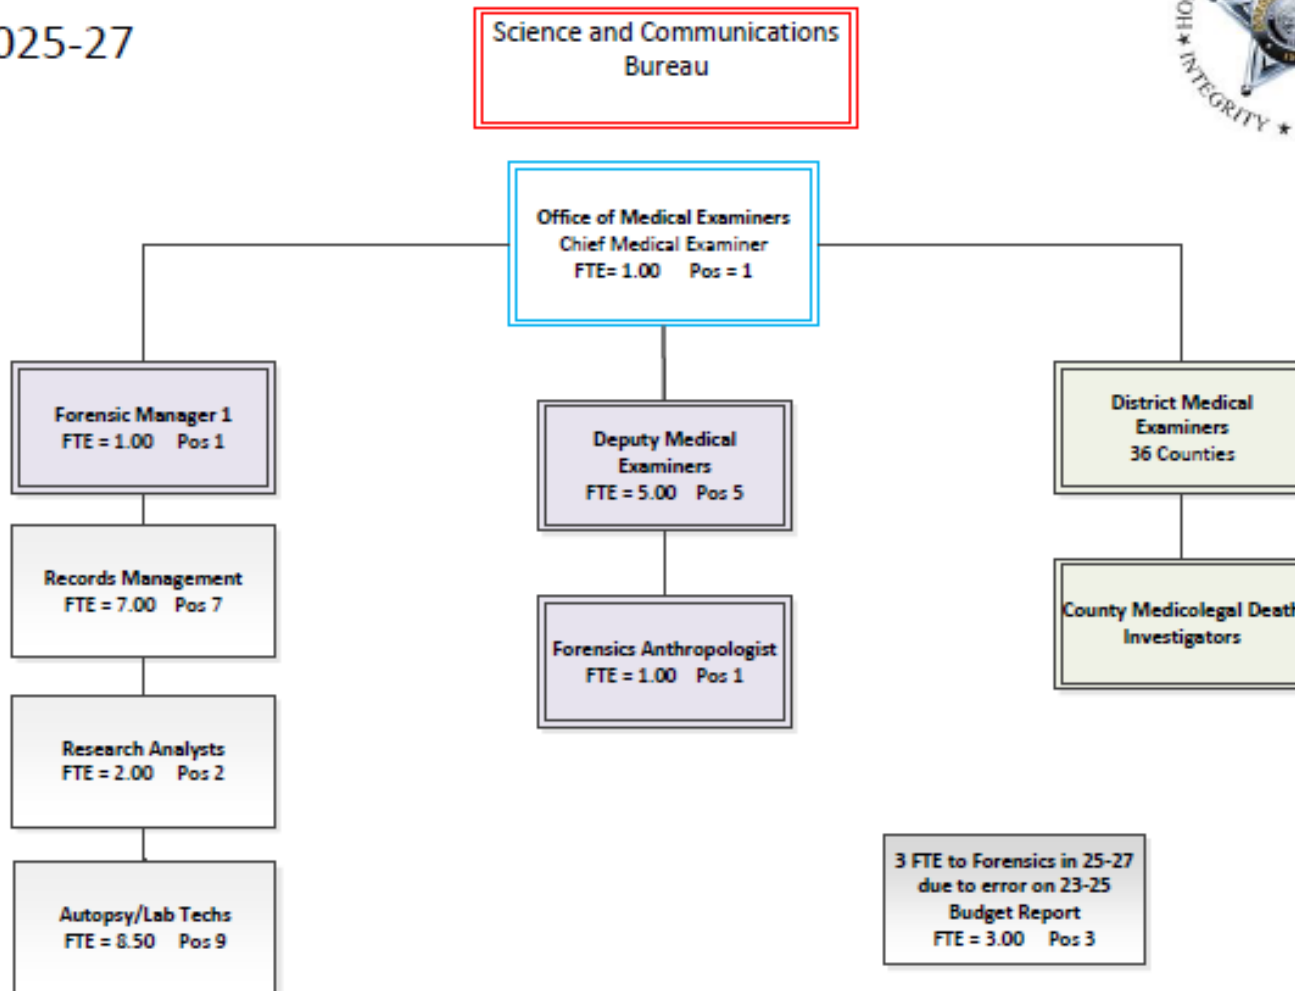 025-27
Science and Communications
Bureau
INTEGRITY
Office of Medical Examiners
Chief Medical Examiner
FTE= 1.00 Pos = 1
Forensic Manager 1
FTE = 1.00 Pos 1
Deputy Medical
Examiners
FTE = 5.00 Pos 5
District Medical
Examiners
36 Counties
Records Management
FTE = 7.00 Pos 7
Forensics Anthropologist
FTE = 1.00 Pos 1
County Medicolegal Death
Investigators
Research Analysts
FTE = 2.00 Pos 2
Autopsy/Lab Techs
FTE = 8.50 Pos 9
3 FTE to Forensics in 25-27
due to error on 23-25
Budget Report
FTE = 3.00 Pos 3